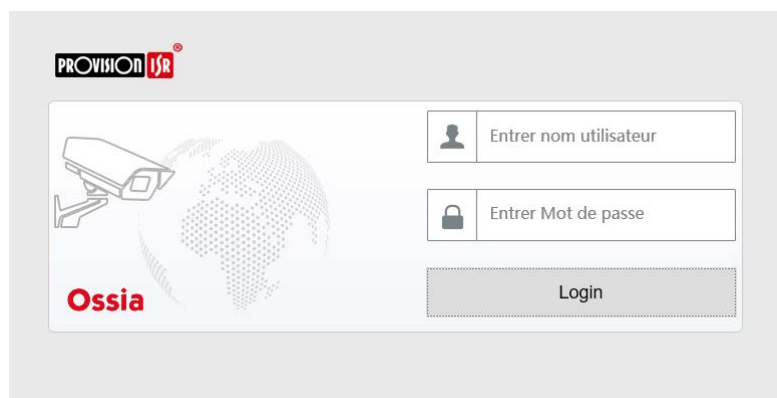 PROVISION ISR®
Entrer nom utilisateur
Entrer Mot de passe
Ossia
Login